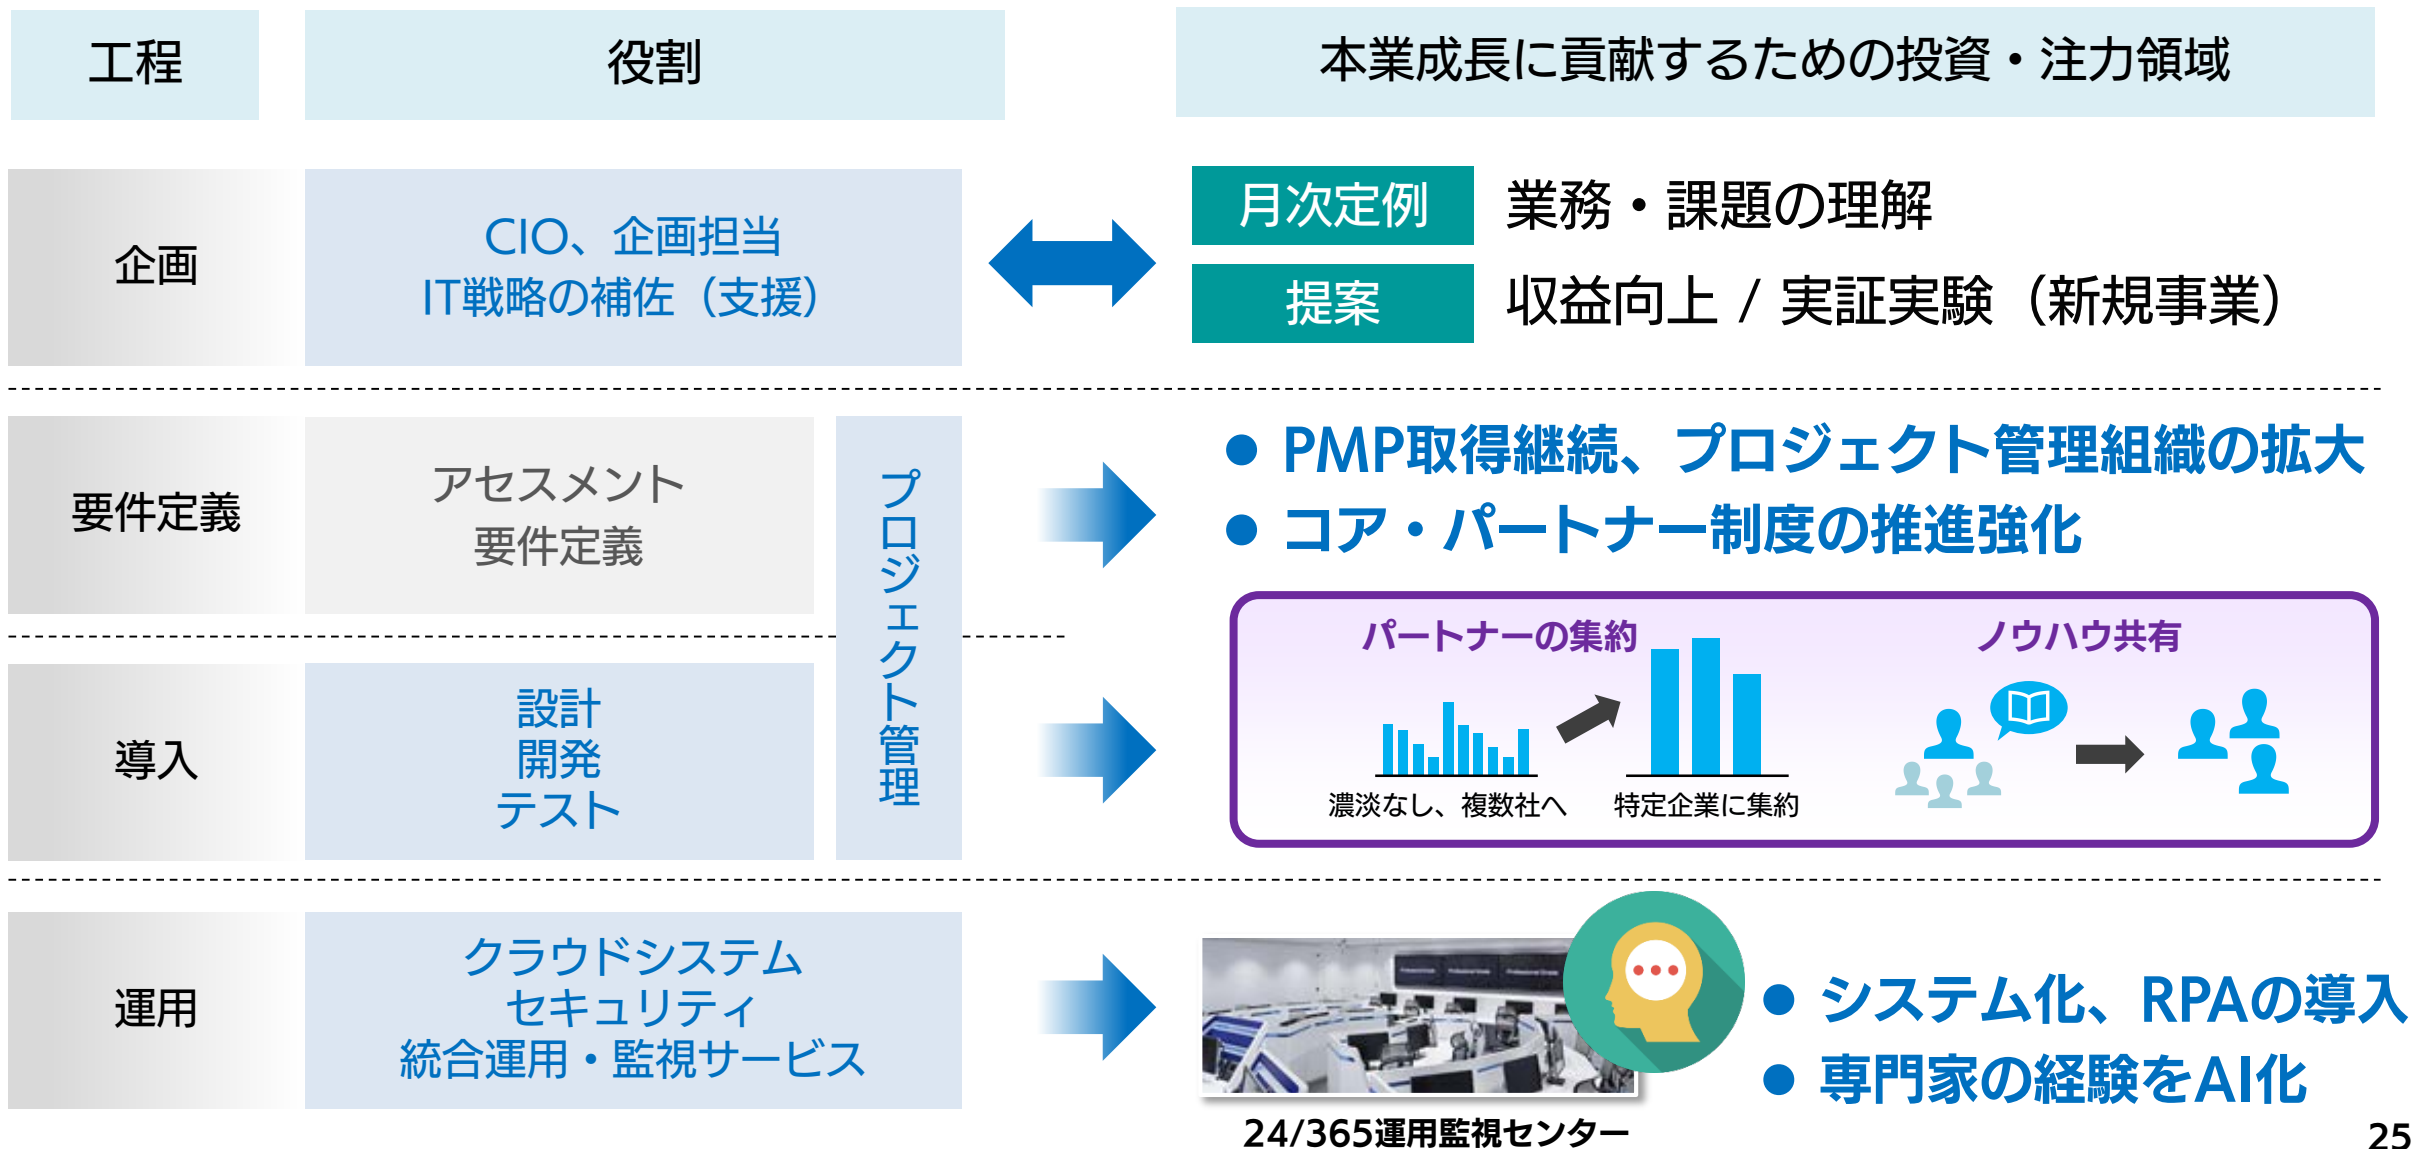 工程
役割
本業成長に貢献するための投資・注力領域
企画
CIO、企画担当
IT戦略の補佐（支援）
月次定例
業務・課題の理解
提案
収益向上 / 実証実験（新規事業）
要件定義
アセスメント
要件定義
プロジェクト管理
● PMP取得継続、プロジェクト管理組織の拡大
● コア・パートナー制度の推進強化
パートナーの集約
ノウハウ共有
濃淡なし、複数社へ
特定企業に集約
導入
設計
開発
テスト
運用
クラウドシステム
セキュリティ
統合運用・監視サービス
24/365運用監視センター
● システム化、RPAの導入
● 専門家の経験をAI化
25